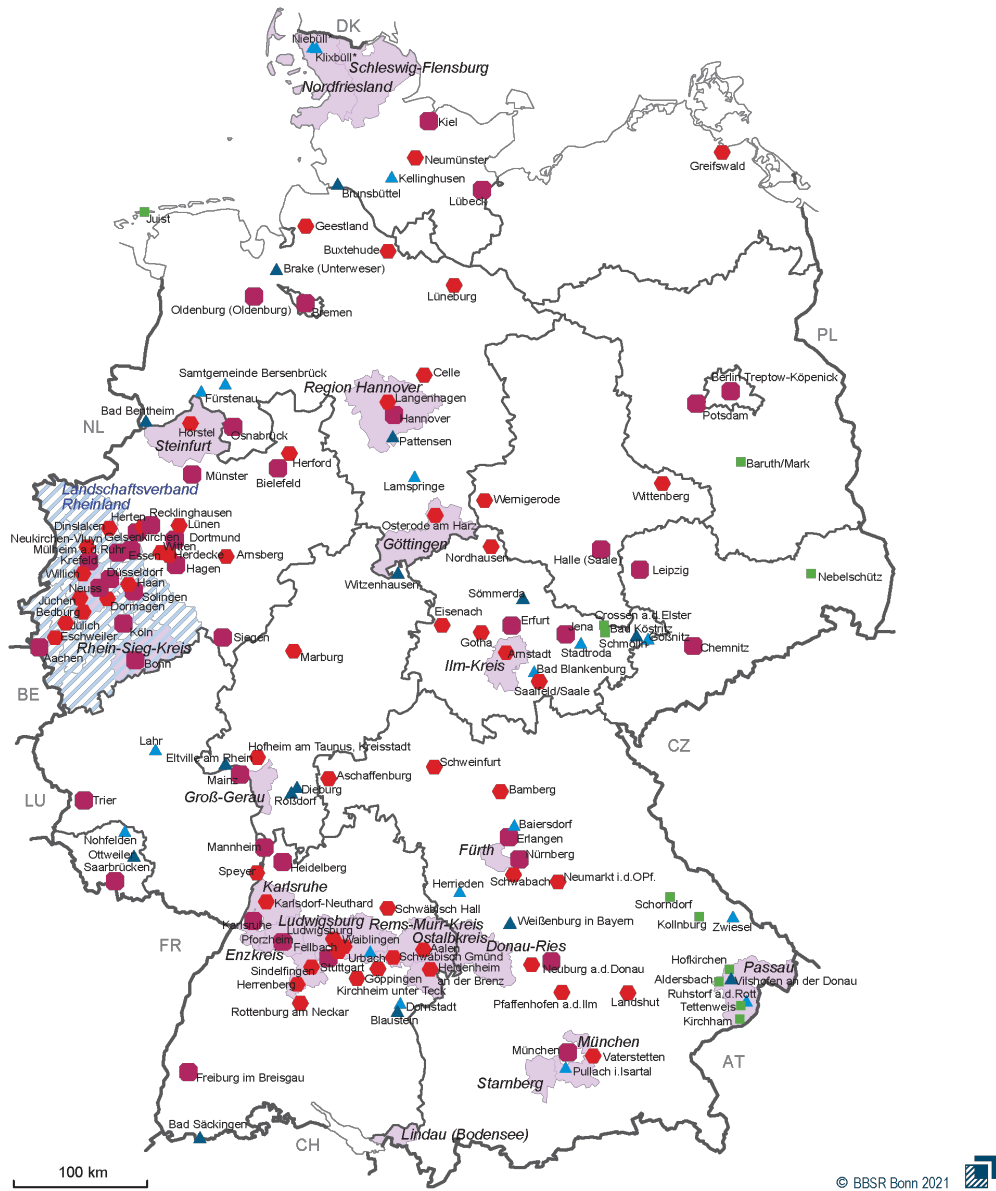 DK
Niebüll*
Klixbüll*
Schleswig-Flensburg
Nordfriesland
Kiel
Neumünster
Greifswald
Kellinghusen
Brunsbüttel
Lübeck
Juist
Geestland
Buxtehude
Brake (Unterweser)
Lüneburg
Oldenburg (Oldenburg)
Bremen
PL
Samtgemeinde Bersenbrück
Region Hannover
Celle
Berlin Treptow-Köpenick
Fürstenau
Langenhagen
Potsdam
Bad Bentheim
Hannover
NL
Hörstel
Osnabrück
Pattensen
Steinfurt
Herford
Baruth/Mark
Münster
Bielefeld
Lamspringe
Wittenberg
Landschaftsverband
Rheinland
Wernigerode
Recklinghausen
Herten
Dinslaken
Lünen
Osterode am Harz
Neukirchen-Vluyn
Gelsenkirchen
Dortmund
Göttingen
Mülheim a.d.Ruhr
Witten
Essen
Herdecke
Arnsberg
Nordhausen
Halle (Saale)
Krefeld
Hagen
Leipzig
Willich
Düsseldorf
Nebelschütz
Haan
Witzenhausen
Neuss
Solingen
Sömmerda
Jüchen
Dormagen
Bedburg
Eisenach
Crossen a.d.Elster
Jülich
Köln
Erfurt
Jena
Bad Köstritz
Eschweiler
Siegen
Gotha
Schmölln
Gößnitz
Rhein-Sieg-Kreis
Stadtroda
Chemnitz
Aachen
Marburg
Arnstadt
Bonn
Ilm-Kreis
Bad Blankenburg
BE
Saalfeld/Saale
Lahr
Hofheim am Taunus, Kreisstadt
CZ
Eltville am Rhein
Schweinfurt
Mainz
Aschaffenburg
Dieburg
Bamberg
LU
Trier
Groß-Gerau
Roßdorf
Baiersdorf
Nohfelden
Erlangen
Mannheim
Fürth
Ottweiler
Nürnberg
Saarbrücken
Heidelberg
Speyer
Schwabach
Neumarkt i.d.OPf.
Karlsruhe
Herrieden
Karlsdorf-Neuthard
Schorndorf
Schwäbisch Hall
Ludwigsburg
Rems-Murr-Kreis
Weißenburg in Bayern
Kollnburg
Zwiesel
Karlsruhe
Ludwigsburg
Pforzheim
Waiblingen
Ostalbkreis
FR
Fellbach
Aalen
Donau-Ries
Enzkreis
Urbach
Schwäbisch Gmünd
Hofkirchen
Stuttgart
Passau
Sindelfingen
Heidenheim
an der Brenz
Neuburg a.d.Donau
Aldersbach
Vilshofen an der Donau
Göppingen
Herrenberg
Kirchheim unter Teck
Ruhstorf a.d.Rott
Pfaffenhofen a.d.Ilm
Landshut
Rottenburg am Neckar
Dornstadt
Tettenweis
Blaustein
Kirchham
München
München
Vaterstetten
AT
Freiburg im Breisgau
Pullach i.Isartal
Starnberg
Bad Säckingen
CH
Lindau (Bodensee)
100 km
© BBSR Bonn 2021